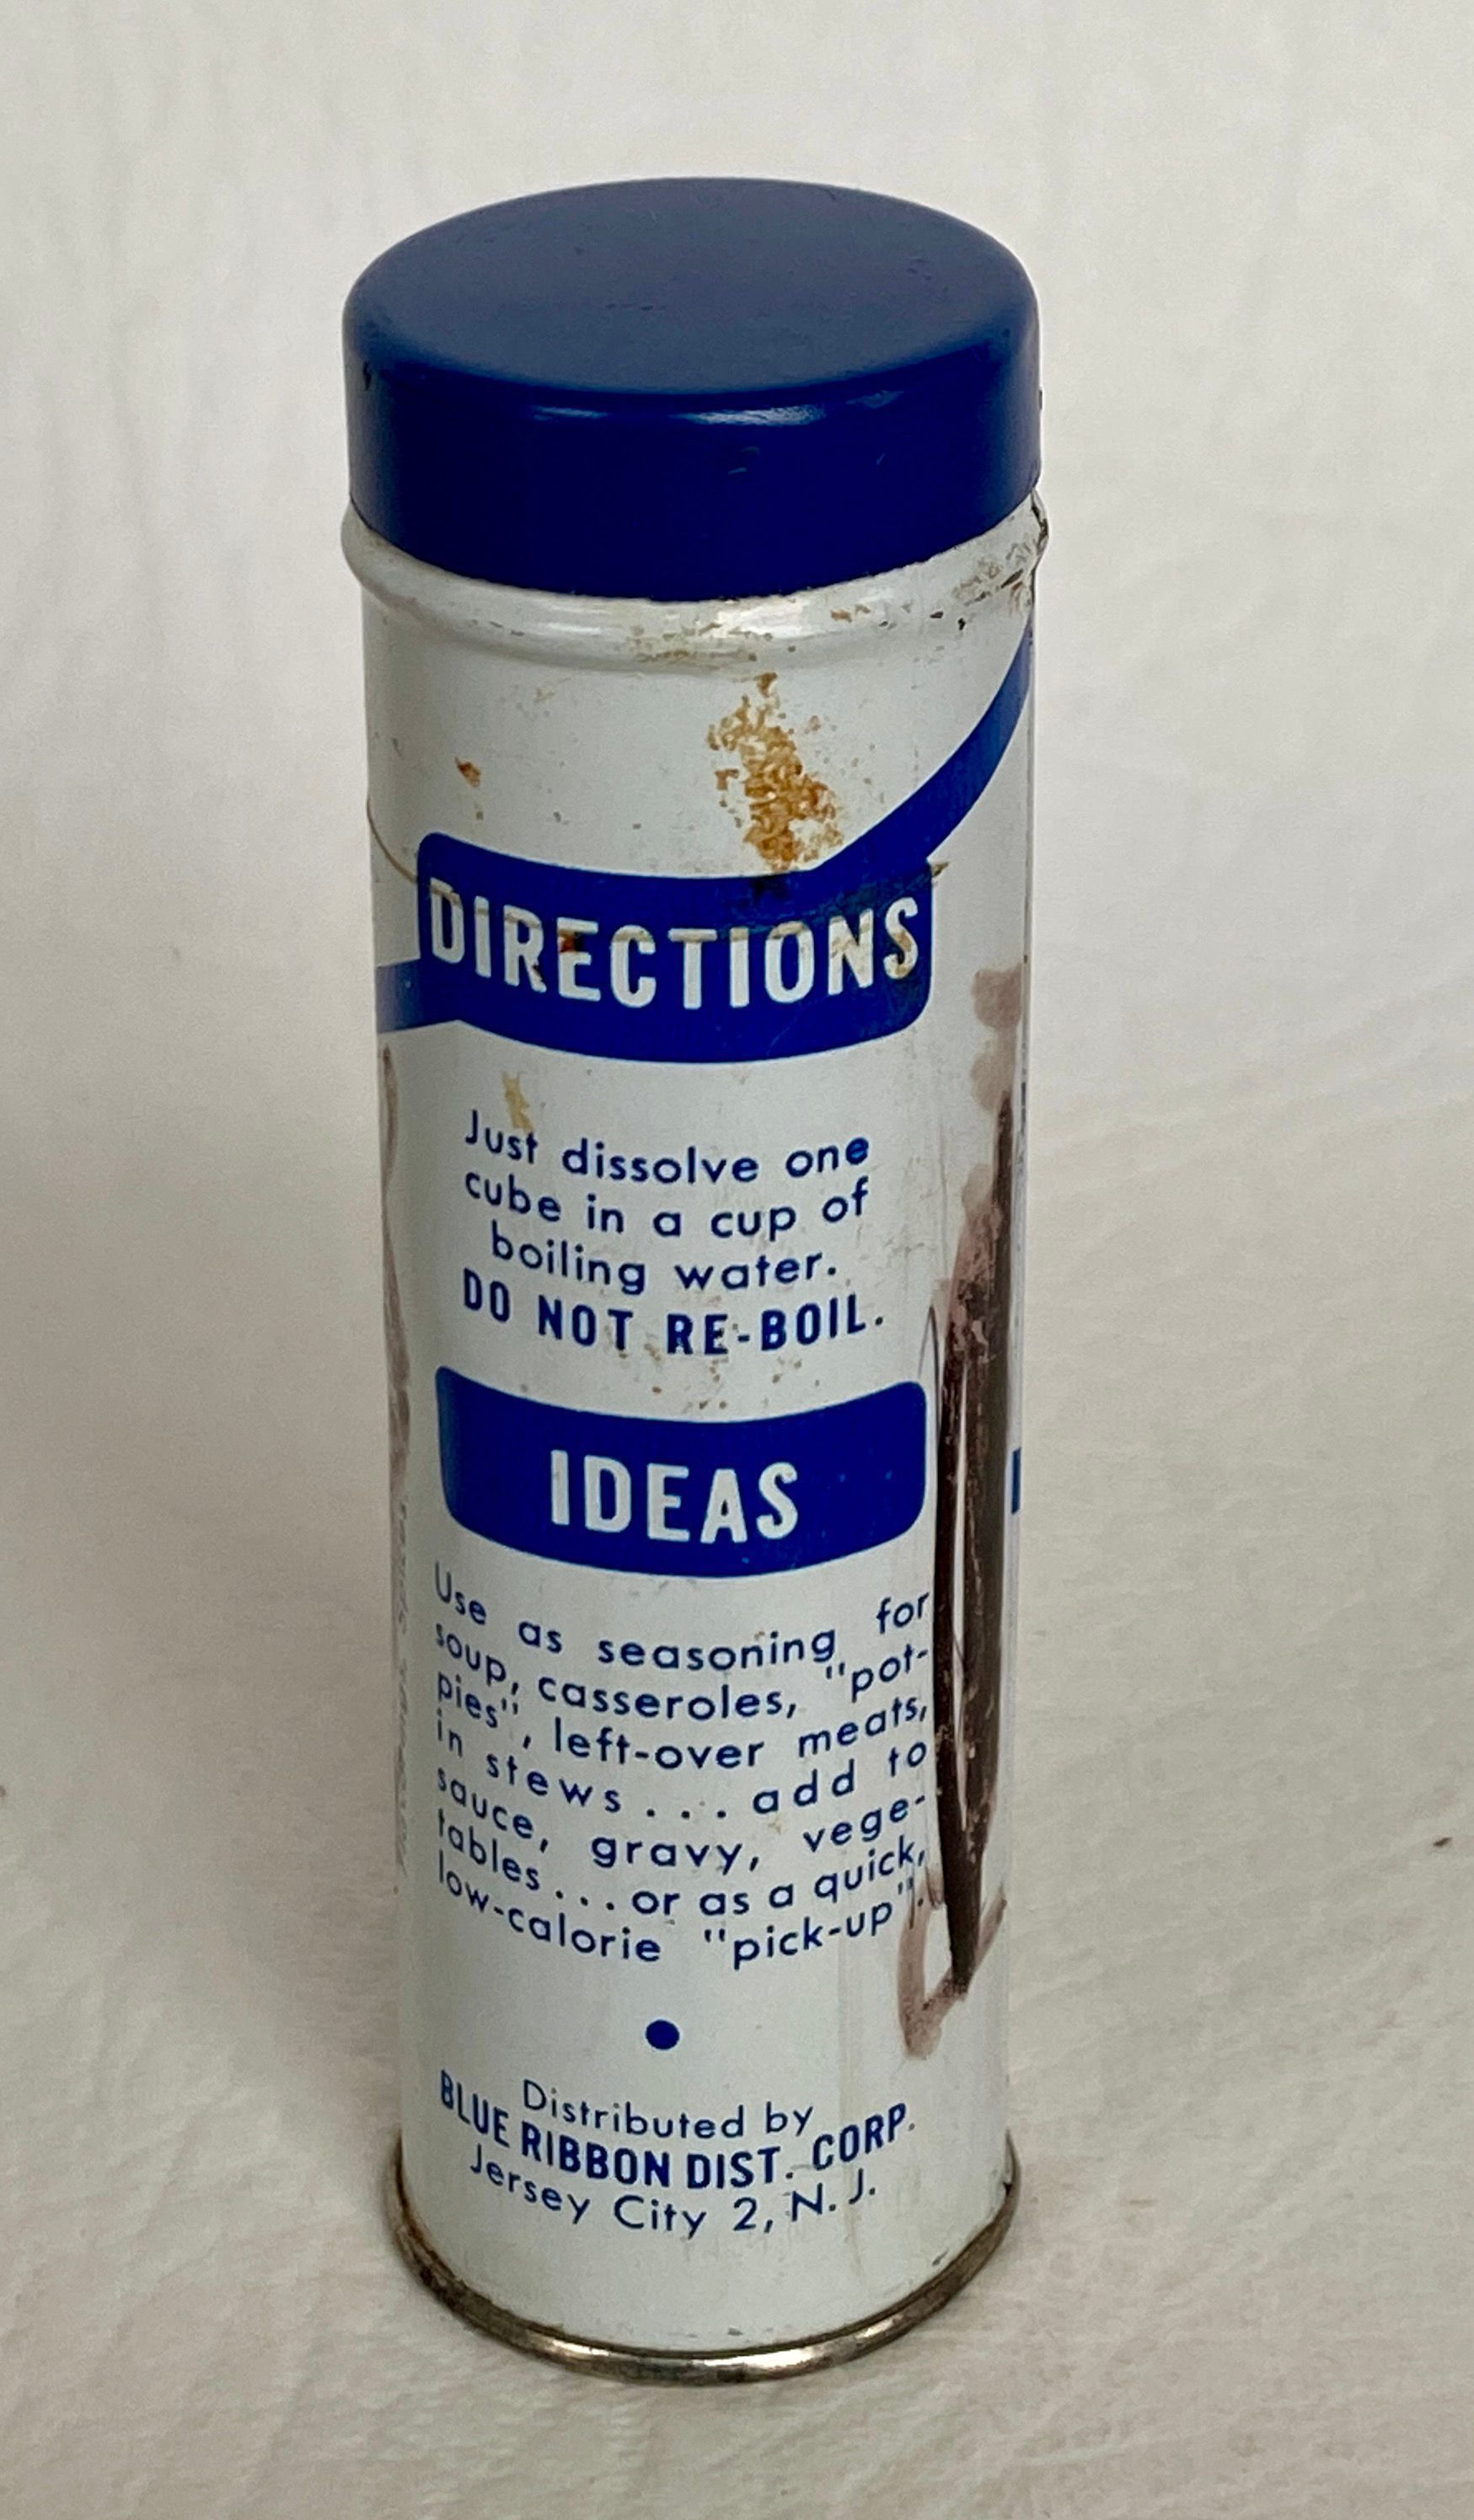 DIRECTIONS
Just dissolve one
cube in a cup of
boiling water.
DO NOT RE-BOIL.
IDEAS
Use as seasoning for
soup, casseroles, "pot-
pies", left-over meats,
in stews . . . add to
sauce, gravy, vege-
tables . . . or as a quick,
low-calorie "pick-up".
Distributed by
BLUE RIBBON DIST. CORP.
Jersey City 2, N. J.